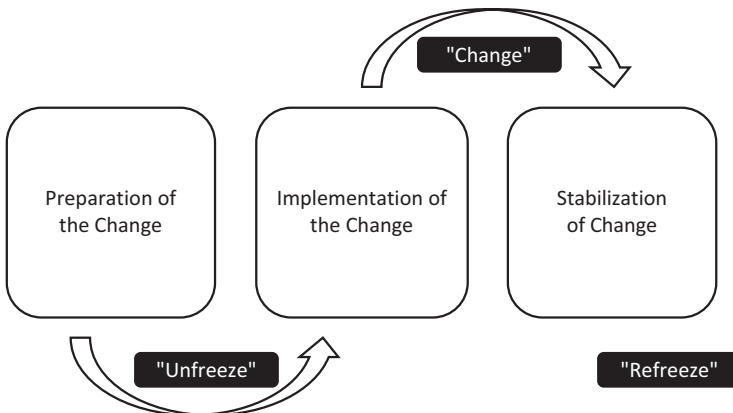 "Change"
Preparation of
the Change
Implementation of
the Change
Stabilization
of Change
"Unfreeze"
"Refreeze"